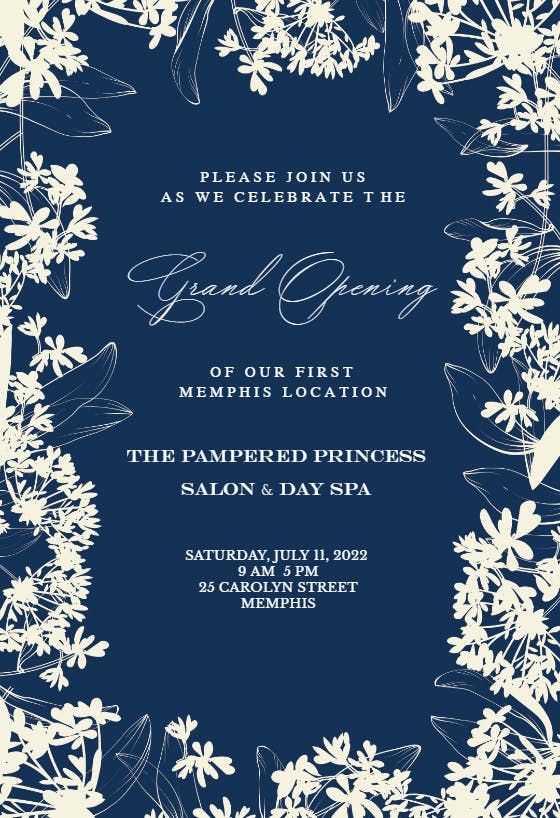 PLEASE JOIN US
AS WE CELEBRATE THE
Grand Opening
OF OUR FIRST
MEMPHIS LOCATION
THE PAMPERED PRINCESS
SALON & DAY SPA
SATURDAY, JULY 11, 2022
9 AM 5 PM
25 CAROLYN STREET
MEMPHIS